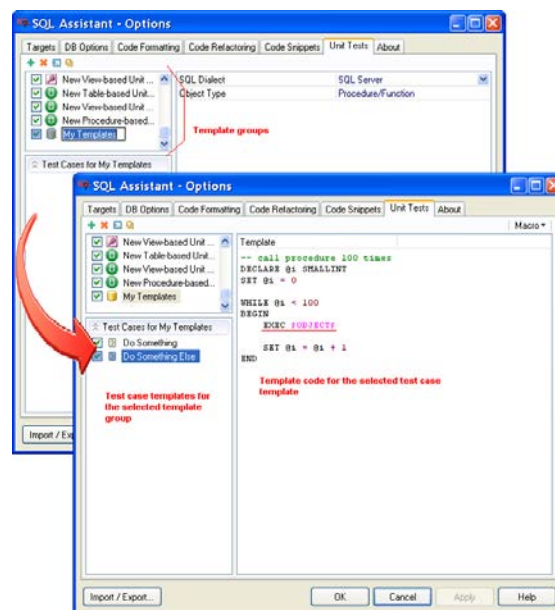 SQL Assistant - Options
Targets DB Options Code Formatting Code Refactoring Code Snippets Unit Tests About
New View-based Unit ...
New Table-based Unit...
New View-based Unit...
New Procedure-based...
My Templates
SQL Dialect SQL Server
Object Type Procedure/Function
Template groups
Test Cases for My Templates
Import / Exp
SQL Assistant - Options
Targets DB Options Code Formatting Code Refactoring Code Snippets Unit Tests About
Macro
New View-based Unit ...
New Table-based Unit...
New View-based Unit...
New Procedure-based...
My Templates
Test Cases for My Templates
Do Something
Do Something Else
Test case templates for
the selected template
group
Template
-- call procedure 100 times
DECLARE @i SMALLINT
SET @i = 0
WHILE @i < 100
BEGIN
EXEC $OBJECT$
SET @i = @i + 1
END
Template code for the selected test case
template
Import / Export...
OK Cancel Apply Help